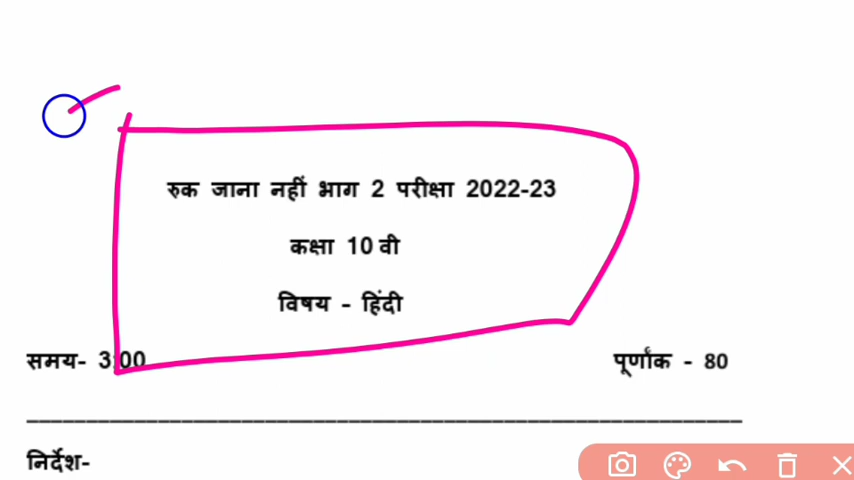 रुक जाना नहीं भाग 2 परीक्षा 2022-23
कक्षा 10 वी
विषय - हिंदी
समय- 3:00 पूर्णांक - 80
निर्देश-